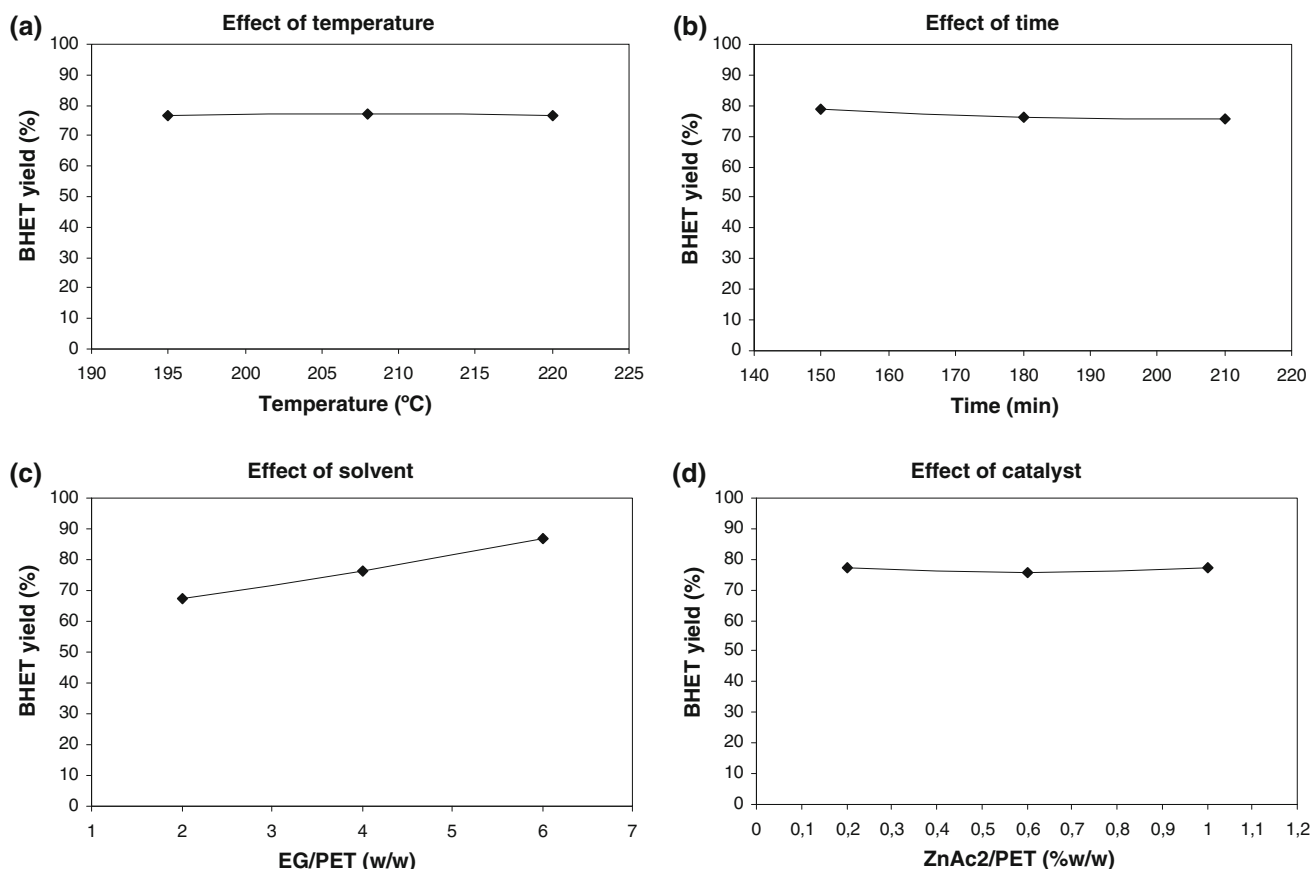 (a)
Effect of temperature
100
90
80
70
60
50
40
30
20
10
0
BHET yield (%)
190 195 200 205 210 215 220 225
Temperature (ºC)
(b)
Effect of time
100
90
80
70
60
50
40
30
20
10
0
BHET yield (%)
140 150 160 170 180 190 200 210 220
Time (min)
(c)
Effect of solvent
100
90
80
70
60
50
40
30
20
10
0
BHET yield (%)
1 2 3 4 5 6 7
EG/PET (w/w)
(d)
Effect of catalyst
100
90
80
70
60
50
40
30
20
10
0
BHET yield (%)
0 0,1 0,2 0,3 0,4 0,5 0,6 0,7 0,8 0,9 1 1,1 1,2
ZnAc2/PET (%w/w)